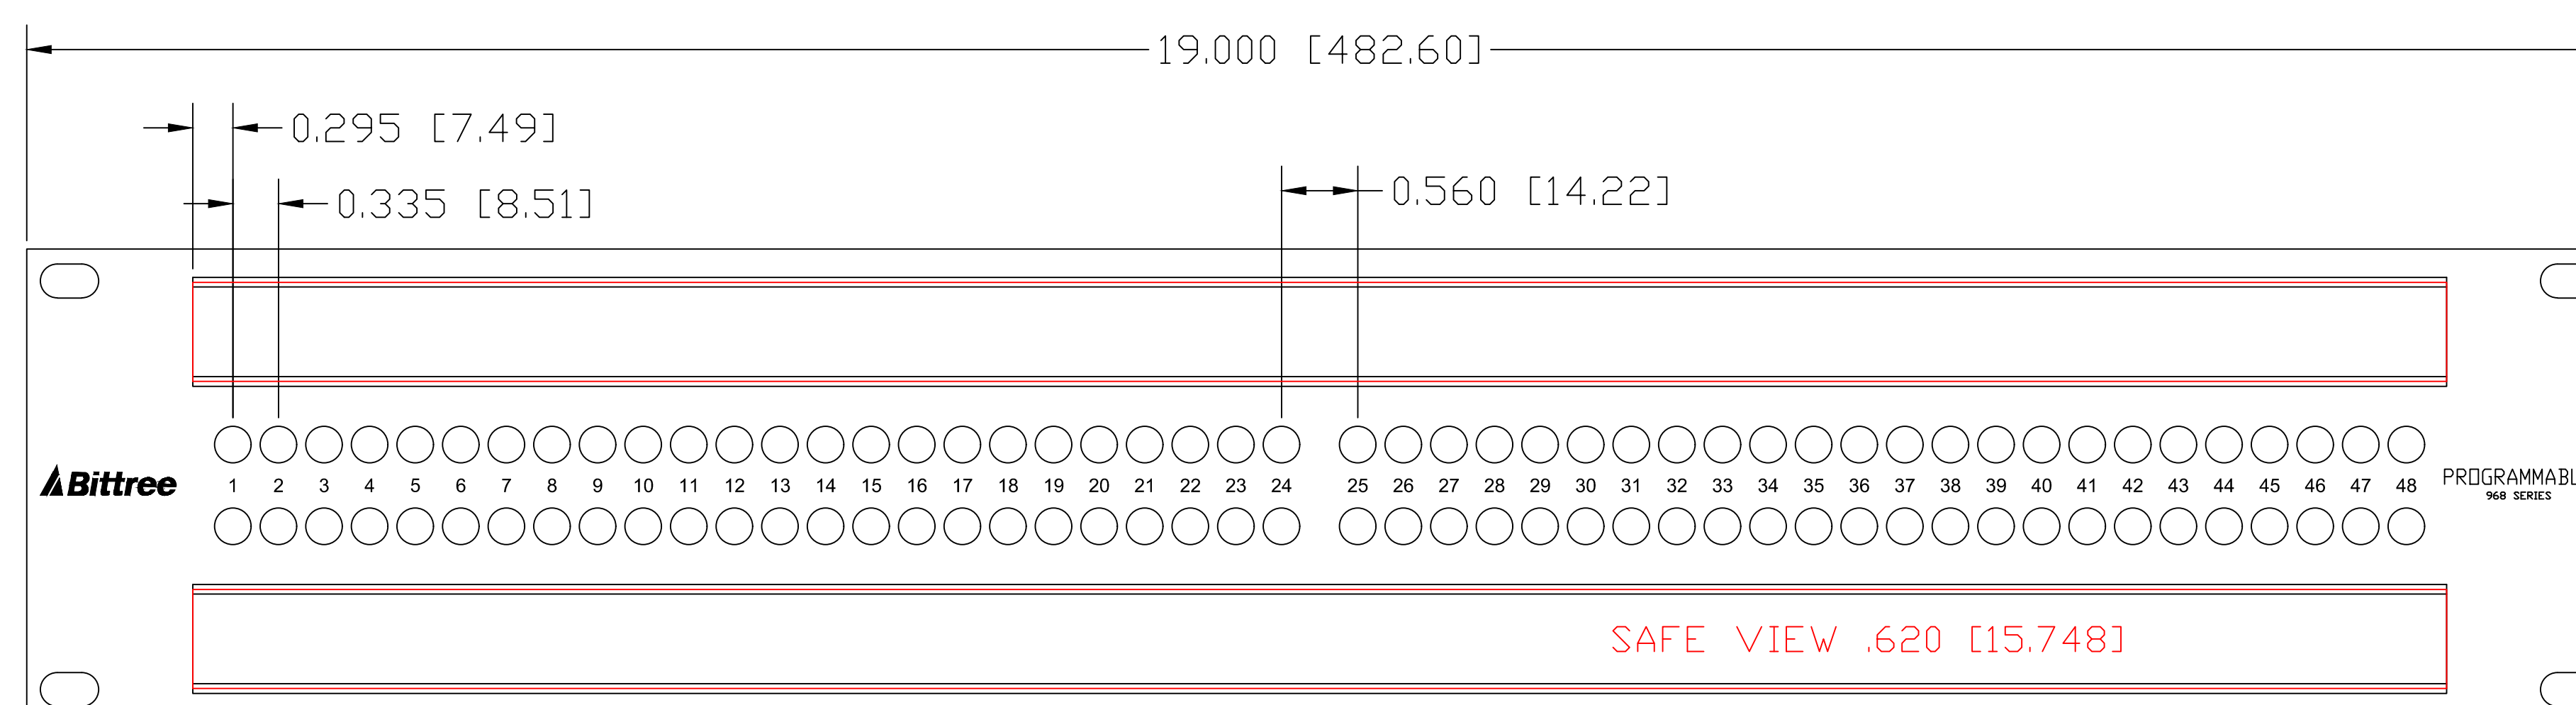 19.000 [482.60]
0.295 [7.49]
0.560 [14.22]
0.335 [8.51]
Bittree
1 2 3 4 5 6 7 8 9 10 11 12 13 14 15 16 17 18 19 20 21 22 23 24 25 26 27 28 29 30 31 32 33 34 35 36 37 38 39 40 41 42 43 44 45 46 47 48
PROGRAMMABL
968 SERIES
SAFE VIEW .620 [15.748]